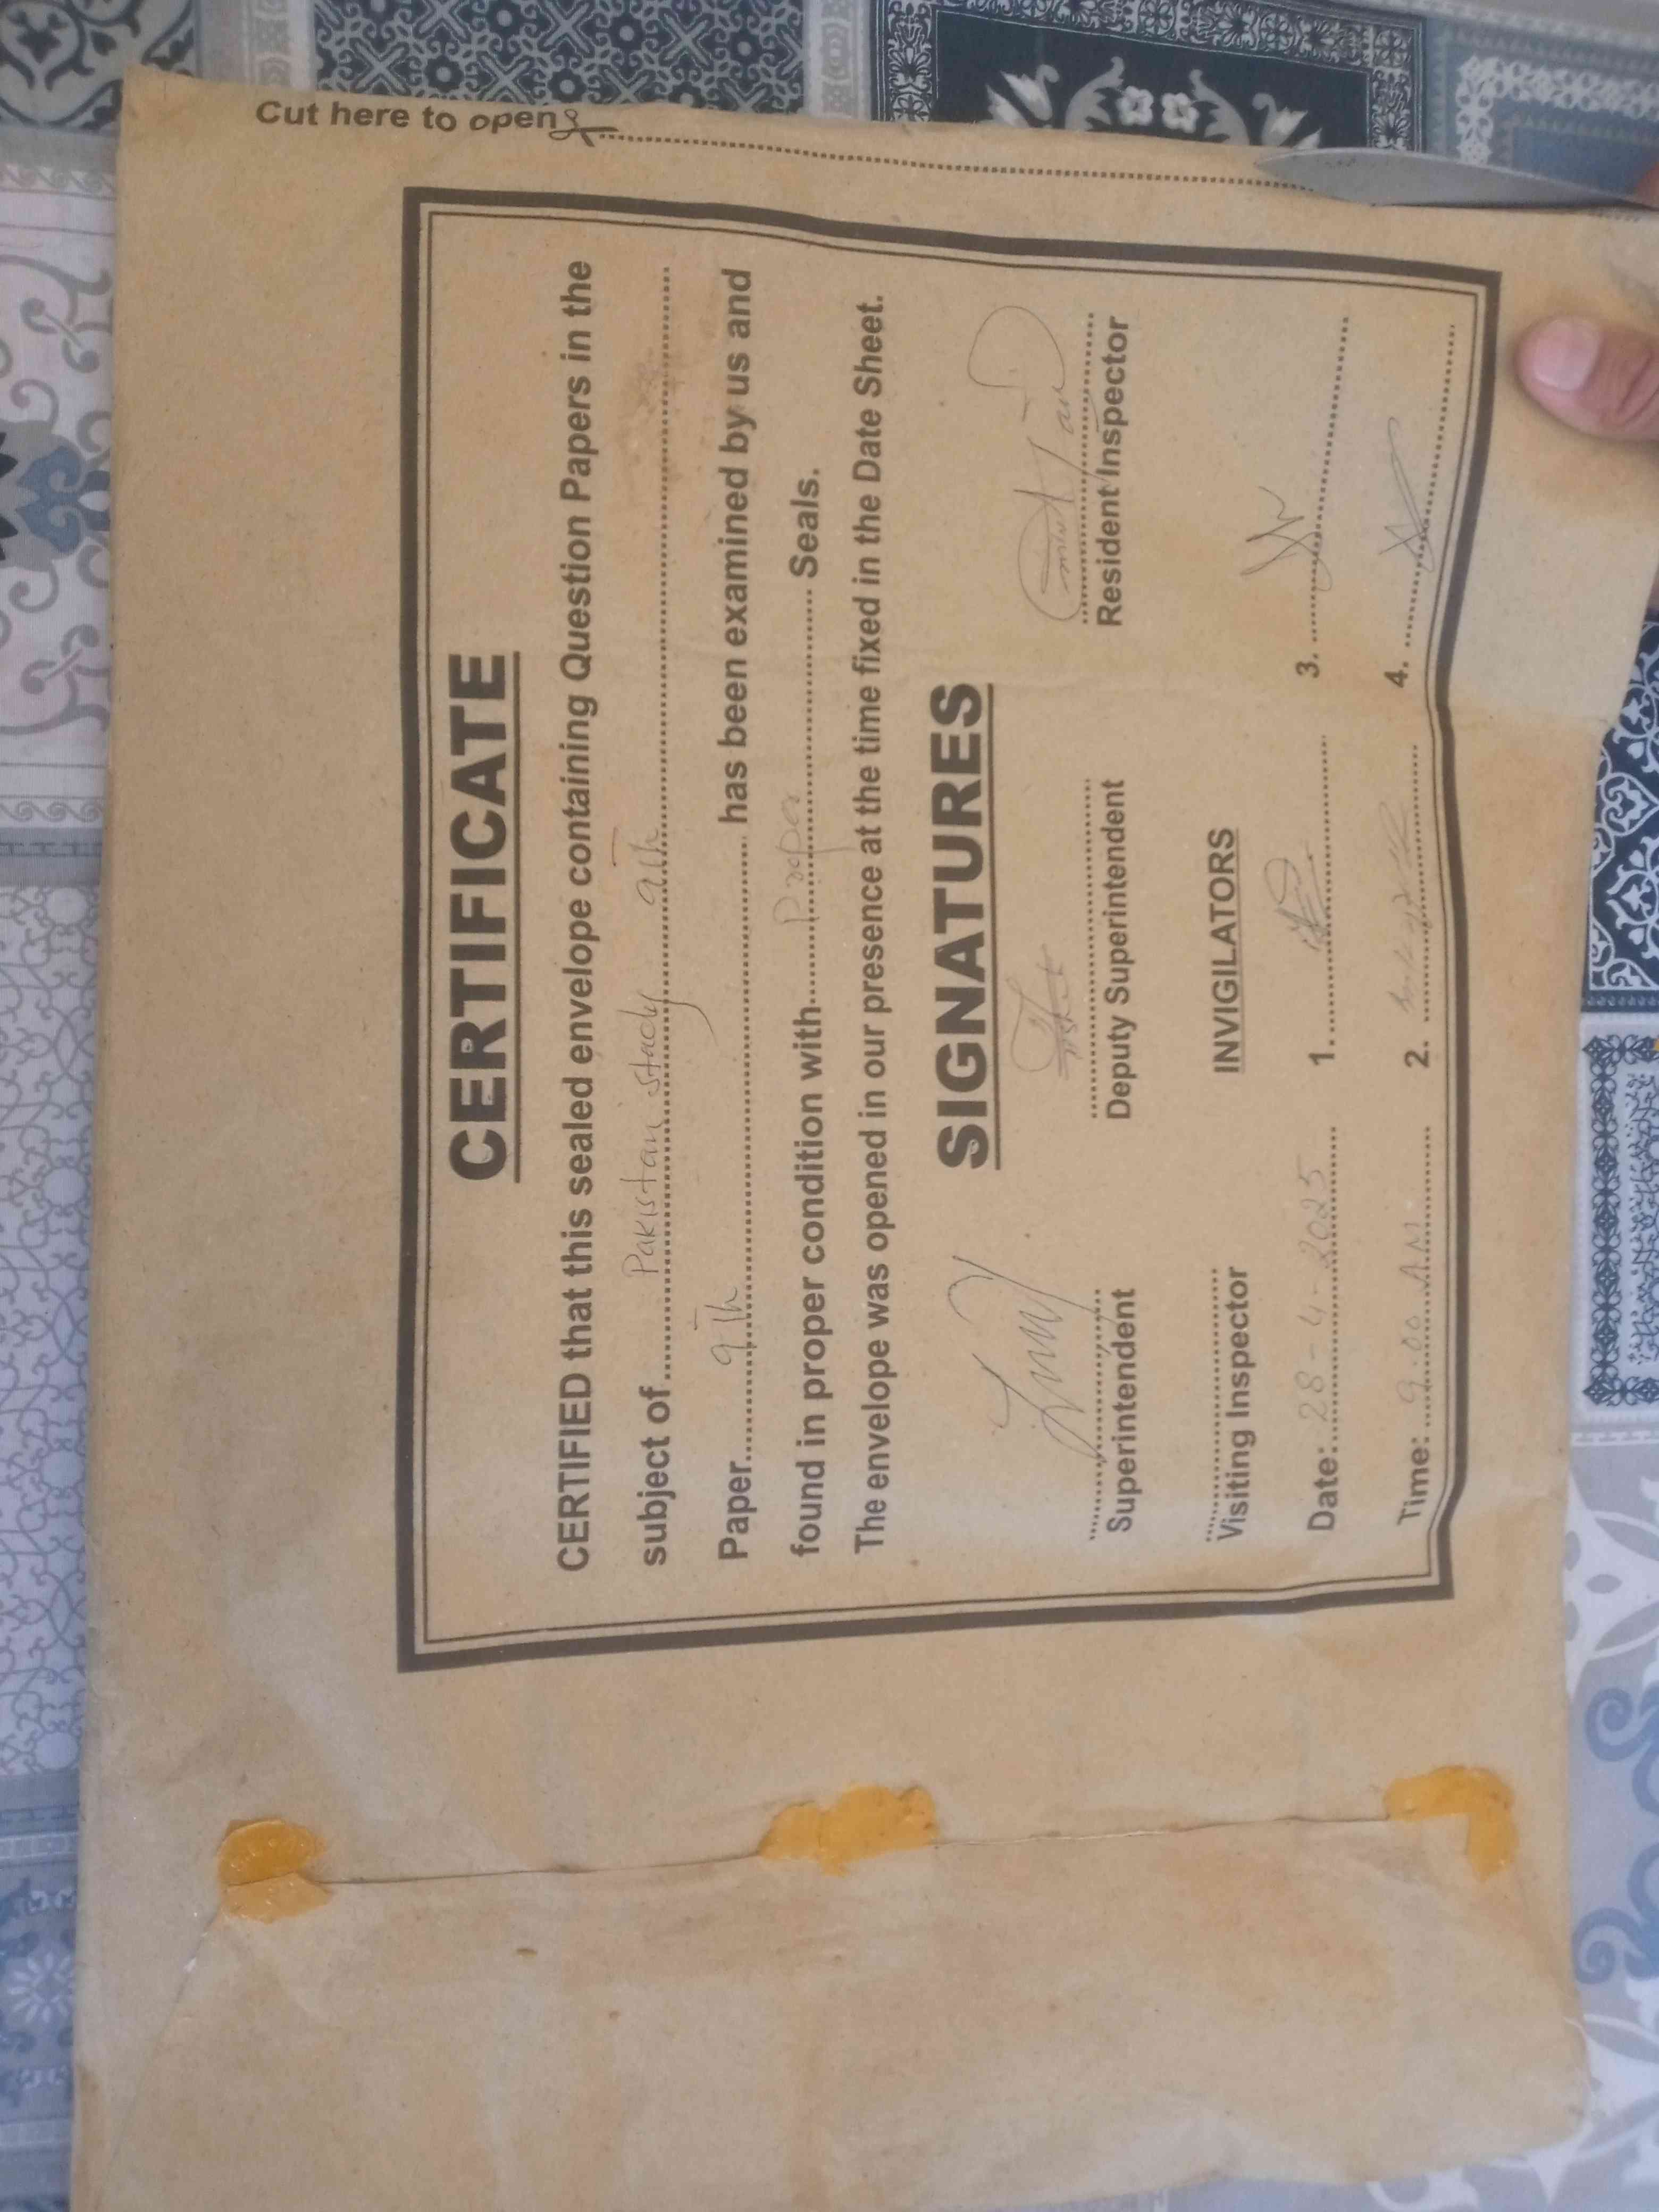 Cut here to open
CERTIFICATE
CERTIFIED that this sealed envelope containing Question Papers in the
subject of Pakistan study 9th
Paper 9th has been examined by us and
found in proper condition with Proper Seals.
The envelope was opened in our presence at the time fixed in the Date Sheet.
SIGNATURES
Superintendent Deputy Superintendent Resident Inspector
Visiting Inspector INVIGILATORS
Date: 28-4-2025 1. 3.
Time: 9.00 A.M 2. 4.